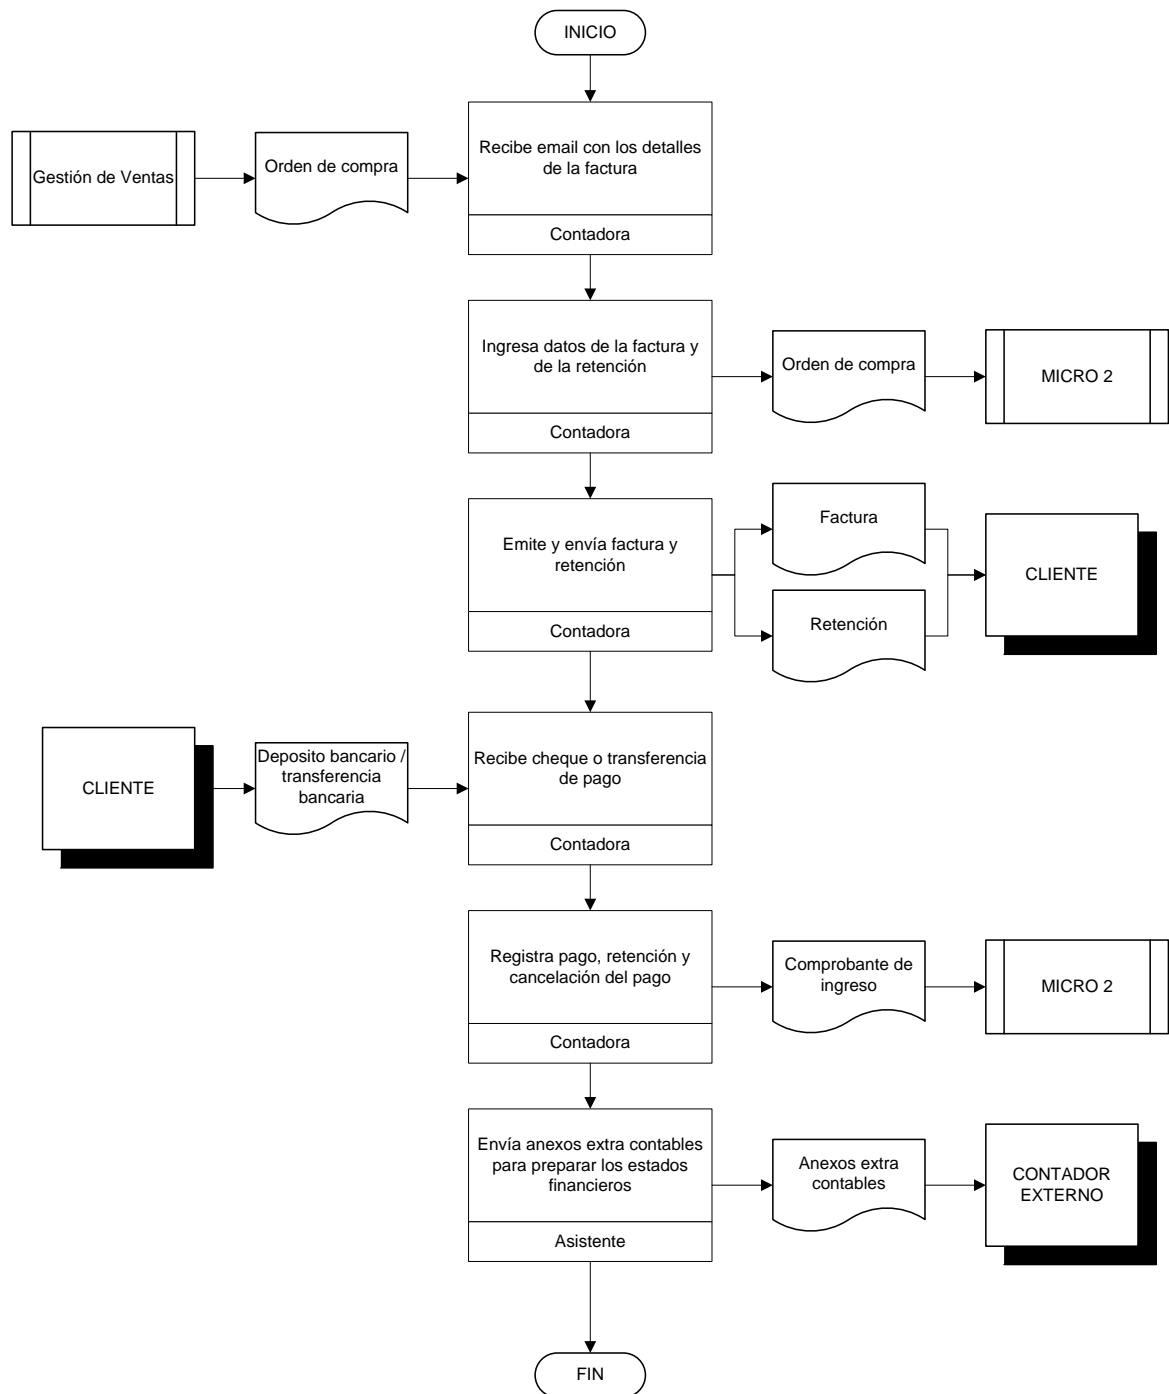 INICIO
Recibe email con los detalles
de la factura
Contadora
Gestión de Ventas
Orden de compra
Ingresa datos de la factura y
de la retención
Contadora
Orden de compra
MICRO 2
Emite y envía factura y
retención
Contadora
Factura
Retención
CLIENTE
CLIENTE
Deposito bancario /
transferencia
bancaria
Recibe cheque o transferencia
de pago
Contadora
Registra pago, retención y
cancelación del pago
Contadora
Comprobante de
ingreso
MICRO 2
Envía anexos extra contables
para preparar los estados
financieros
Asistente
Anexos extra
contables
CONTADOR
EXTERNO
FIN